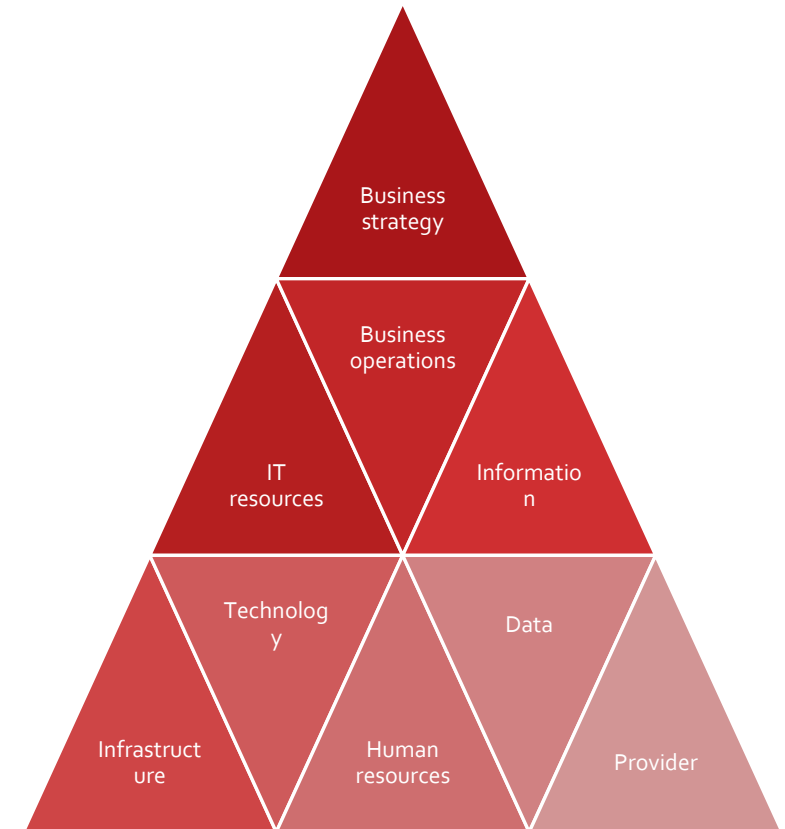 Business
strategy
Business
operations
IT
resources
Informatio
n
Technolog
y
Data
Infrastruct
ure
Human
resources
Provider